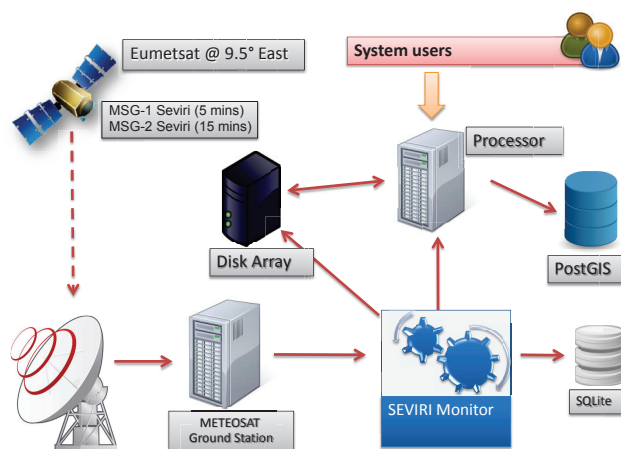 Eumetsat @ 9.5° East
System users
MSG-1 Seviri (5 mins)
MSG-2 Seviri (15 mins)
Processor
Disk Array
PostGIS
SEVIRI Monitor
SQLite
METEOSAT
Ground Station